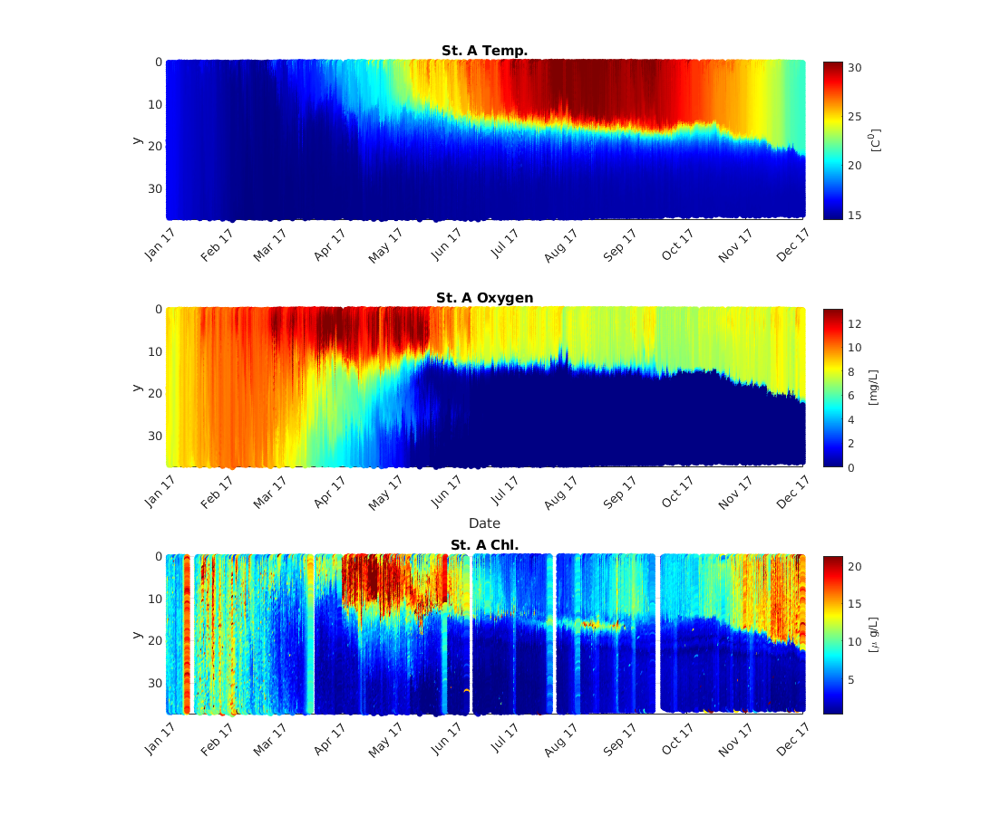 St. A Temp.
0
10
20
30
y
Jan 17 Feb 17 Mar 17 Apr 17 May 17 Jun 17 Jul 17 Aug 17 Sep 17 Oct 17 Nov 17 Dec 17
30
25
20
15
[C⁰]
St. A Oxygen
0
10
20
30
y
Jan 17 Feb 17 Mar 17 Apr 17 May 17 Jun 17 Jul 17 Aug 17 Sep 17 Oct 17 Nov 17 Dec 17
Date
12
10
8
6
4
2
0
[mg/L]
St. A Chl.
0
10
20
30
y
Jan 17 Feb 17 Mar 17 Apr 17 May 17 Jun 17 Jul 17 Aug 17 Sep 17 Oct 17 Nov 17 Dec 17
20
15
10
5
[μ g/L]